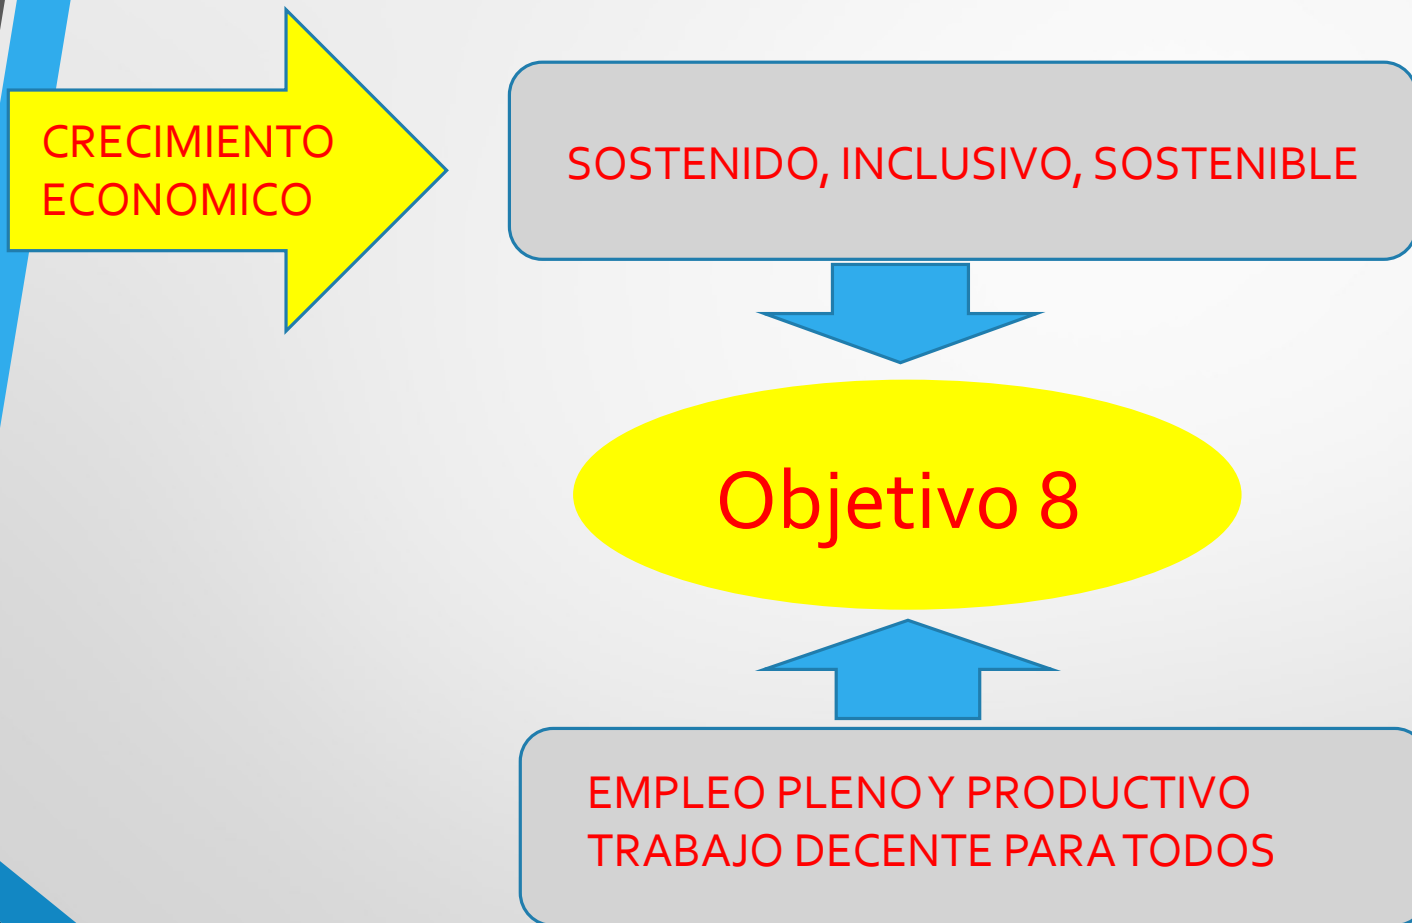 CRECIMIENTO
ECONOMICO
SOSTENIDO, INCLUSIVO, SOSTENIBLE
Objetivo 8
EMPLEO PLENO Y PRODUCTIVO
TRABAJO DECENTE PARA TODOS